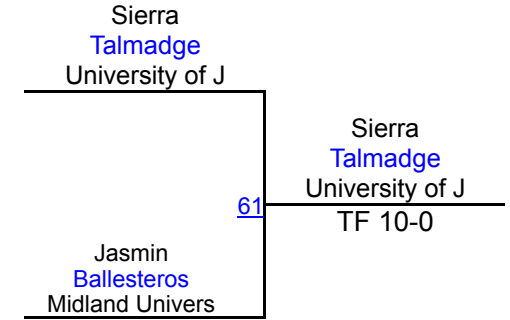 Sierra
Talmadge
University of J
61
Jasmin
Ballesteros
Midland Univers
Sierra
Talmadge
University of J
TF 10-0